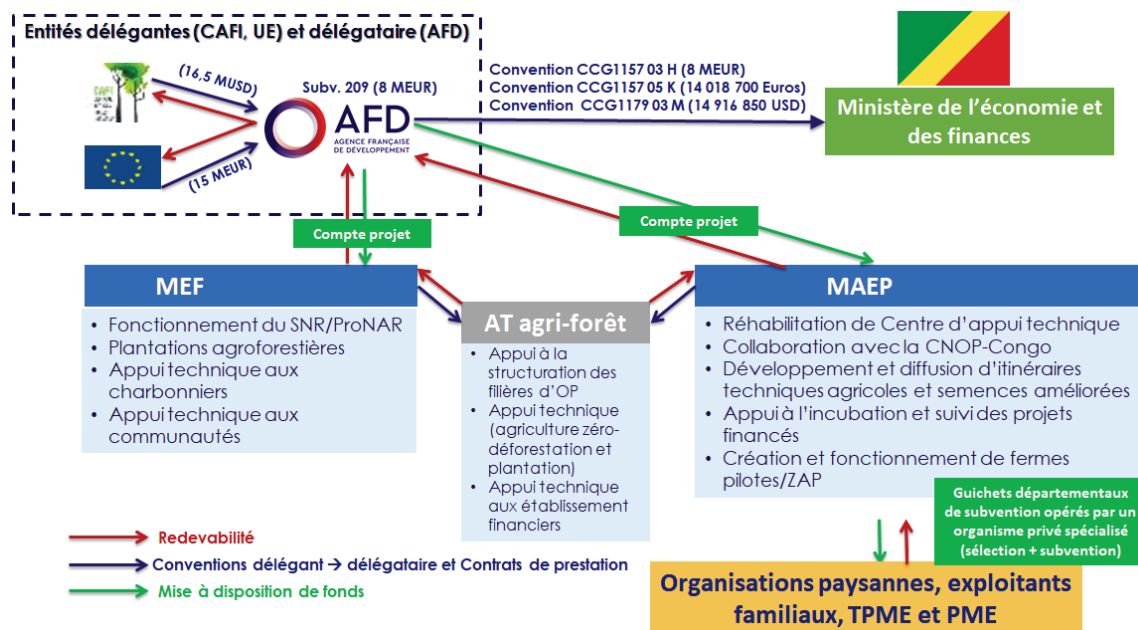 Entités délégantes (CAFI, UE) et délégataire (AFD)
CAFI
(16,5 MUSD)
Subv. 209 (8 MEUR)
AFD
AGENCE FRANÇAISE
DE DÉVELOPPEMENT
(15 MEUR)
Convention CCG1157 03 H (8 MEUR)
Convention CCG1157 05 K (14 018 700 Euros)
Convention CCG1179 03 M (14 916 850 USD)
Ministère de l'économie et
des finances
Compte projet
Compte projet
MEF
• Fonctionnement du SNR/ProNAR
• Plantations agroforestières
• Appui technique aux
charbonniers
• Appui technique aux
communautés
AT agri-forêt
• Appui à la
structuration des
filières d'OP
• Appui technique
(agriculture zéro-
déforestation et
plantation)
• Appui technique
aux établissement
financiers
MAEP
• Réhabilitation de Centre d'appui technique
• Collaboration avec la CNOP-Congo
• Développement et diffusion d'itinéraires
techniques agricoles et semences améliorées
• Appui à l'incubation et suivi des projets
financés
• Création et fonctionnement de fermes
pilotes/ZAP
Guichets départementaux
de subvention opérés par un
organisme privé spécialisé
(sélection + subvention)
Organisations paysannes, exploitants
familiaux, TPME et PME
Redevabilité
Conventions délégant → délégataire et Contrats de prestation
Mise à disposition de fonds